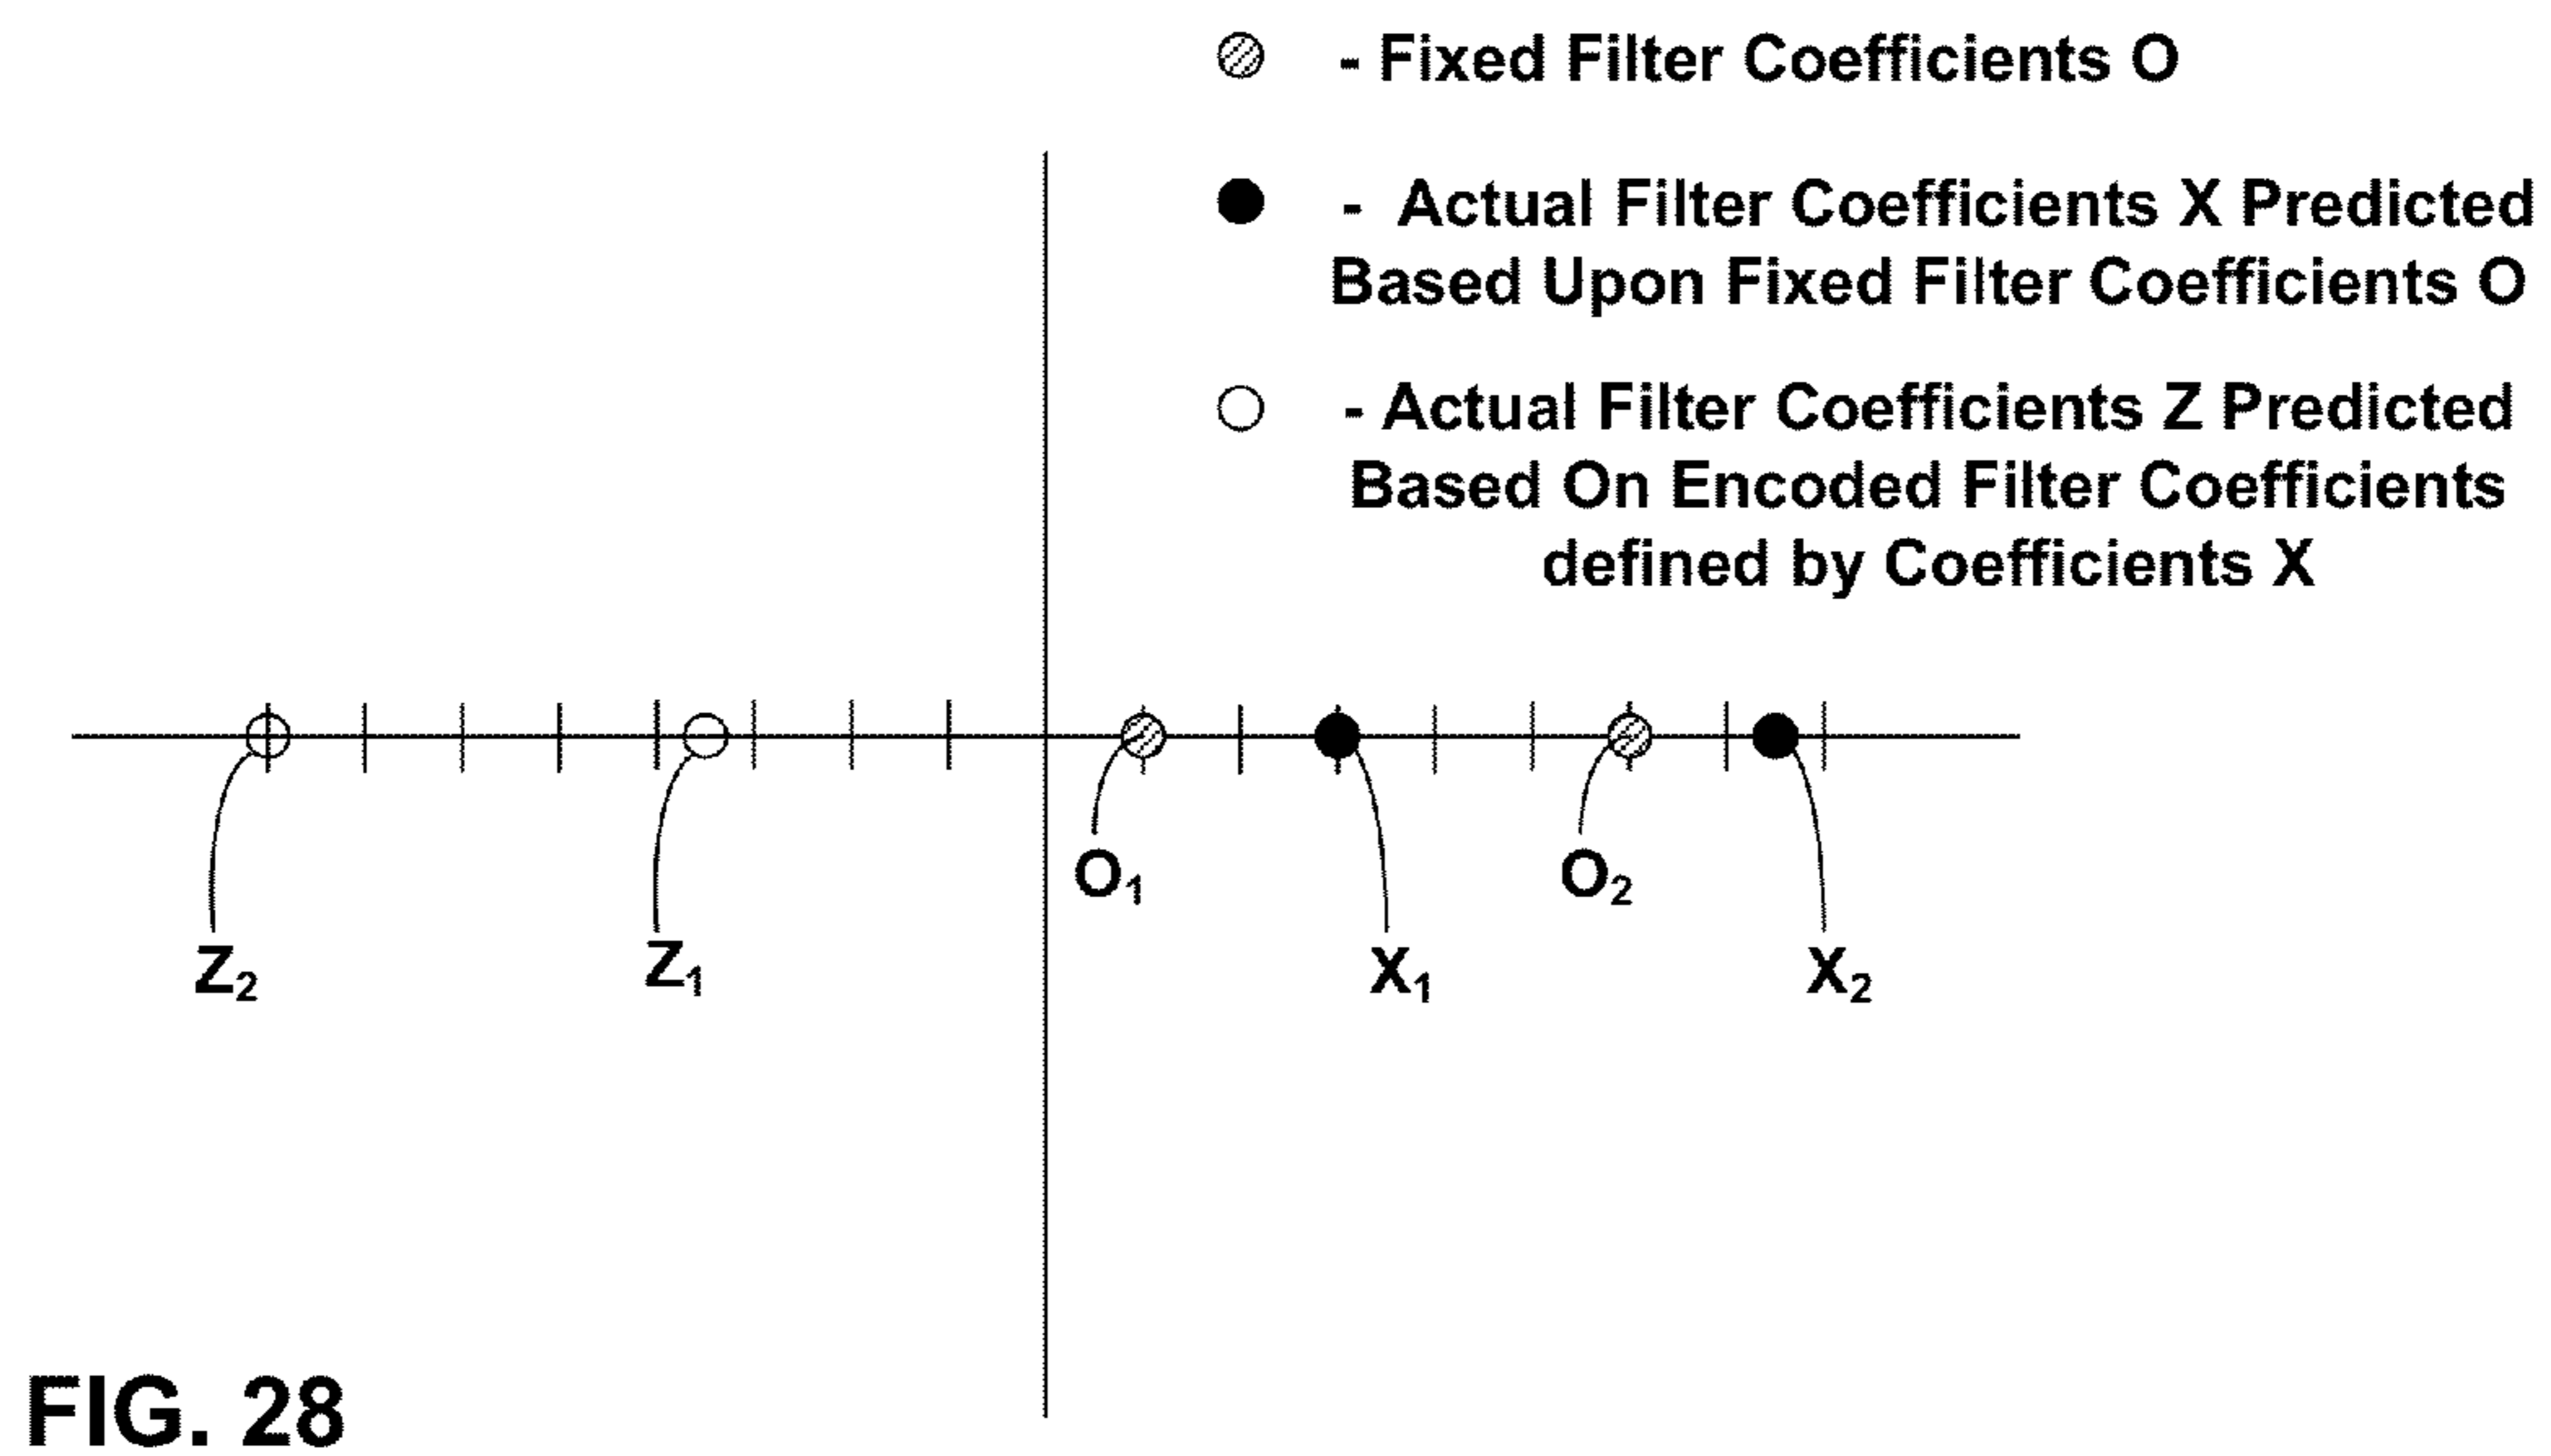 - Fixed Filter Coefficients O
- Actual Filter Coefficients X Predicted
Based Upon Fixed Filter Coefficients O
- Actual Filter Coefficients Z Predicted
Based On Encoded Filter Coefficients
defined by Coefficients X
O₁
O₂
Z₂
Z₁
X₁
X₂
FIG. 28